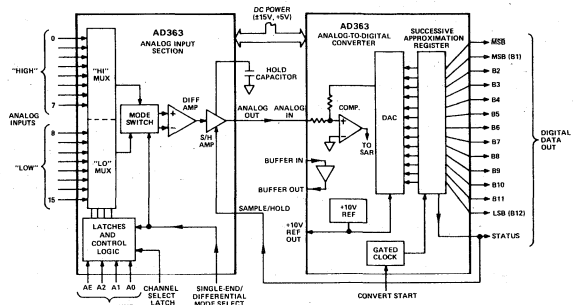 DC POWER
(±15V, +5V)
AD363
ANALOG INPUT
SECTION
AD363
ANALOG-TO-DIGITAL
CONVERTER
SUCCESSIVE
APPROXIMATION
REGISTER
0
"HIGH"
7
ANALOG
INPUTS
8
"LOW"
15
"HI"
MUX
"LO"
MUX
MODE
SWITCH
DIFF
AMP
+
−
S/H
AMP
HOLD
CAPACITOR
ANALOG
OUT
ANALOG
IN
COMP.
+
−
TO
SAR
DAC
BUFFER IN
BUFFER OUT
SAMPLE/HOLD
+10V
REF
+10V
REF
OUT
GATED
CLOCK
LATCHES
AND
CONTROL
LOGIC
AE A2 A1 A0
CHANNEL
SELECT
LATCH
SINGLE-END/
DIFFERENTIAL
MODE SELECT
CONVERT START
MSB
MSB (B1)
B2
B3
B4
B5
B6
B7
B8
B9
B10
B11
LSB (B12)
STATUS
DIGITAL
DATA
OUT